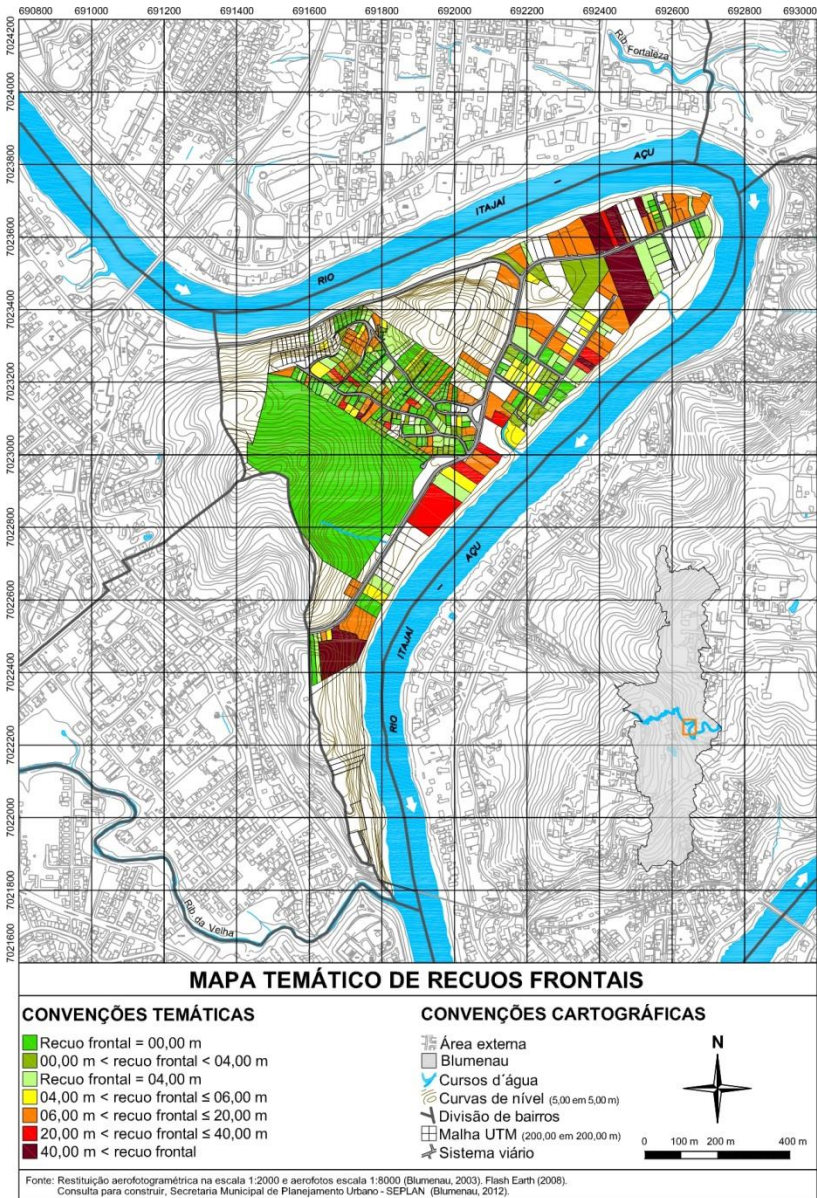 690800 691000 691200 691400 691600 691800 692000 692200 692400 692600 692800 693000
7024200
7024000
7023800
7023600
7023400
7023200
7023000
7022800
7022600
7022400
7022200
7022000
7021800
7021600
Rib. Fortaleza
RIO ITAJAÍ - AÇU
RIO ITAJAÍ - AÇU
Rib. da Velha
MAPA TEMÁTICO DE RECUOS FRONTAIS
CONVENÇÕES TEMÁTICAS
Recuo frontal = 00,00 m
00,00 m < recuo frontal < 04,00 m
Recuo frontal = 04,00 m
04,00 m < recuo frontal ≤ 06,00 m
06,00 m < recuo frontal ≤ 20,00 m
20,00 m < recuo frontal ≤ 40,00 m
40,00 m < recuo frontal
CONVENÇÕES CARTOGRÁFICAS
Área externa
Blumenau
Cursos d´água
Curvas de nível (5,00 em 5,00 m)
Divisão de bairros
Malha UTM (200,00 em 200,00 m)
Sistema viário
N
0 100 m 200 m 400 m
Fonte: Restituição aerofotogramétrica na escala 1:2000 e aerofotos escala 1:8000 (Blumenau, 2003). Flash Earth (2008).
Consulta para construir, Secretaria Municipal de Planejamento Urbano - SEPLAN (Blumenau, 2012).